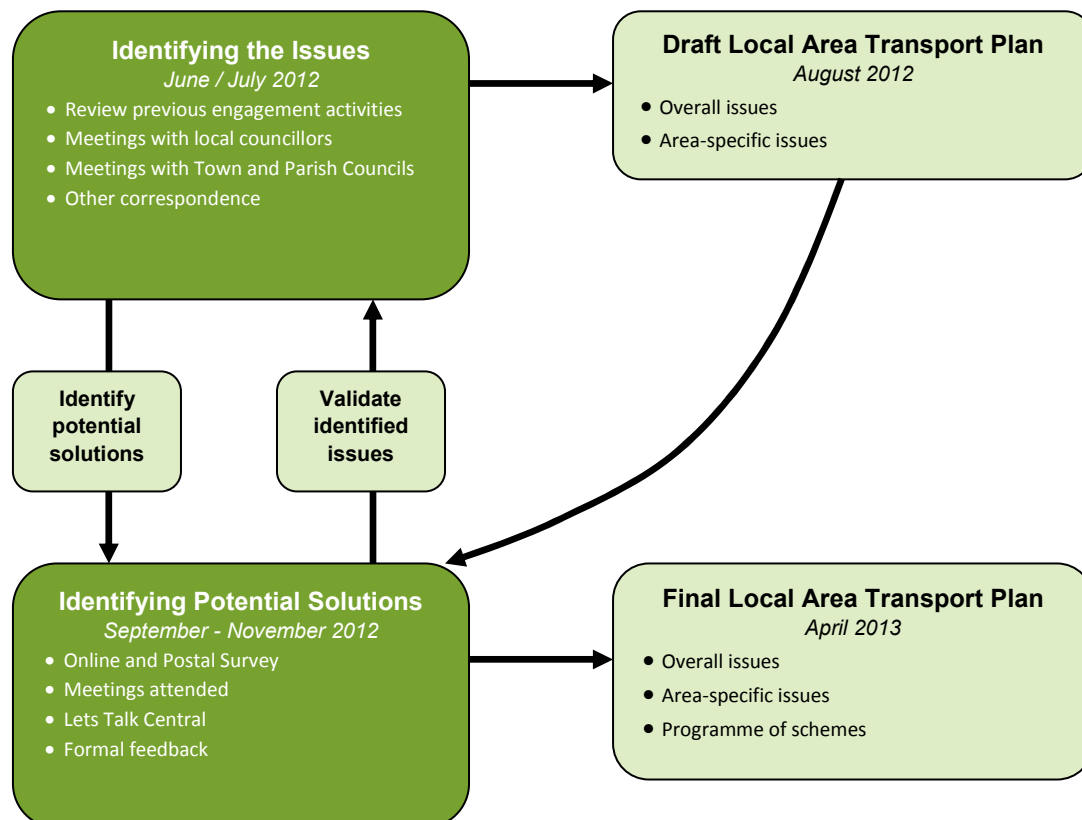 Identifying the Issues
June / July 2012
• Review previous engagement activities
• Meetings with local councillors
• Meetings with Town and Parish Councils
• Other correspondence
Draft Local Area Transport Plan
August 2012
• Overall issues
• Area-specific issues
Identify
potential
solutions
Validate
identified
issues
Identifying Potential Solutions
September - November 2012
• Online and Postal Survey
• Meetings attended
• Lets Talk Central
• Formal feedback
Final Local Area Transport Plan
April 2013
• Overall issues
• Area-specific issues
• Programme of schemes